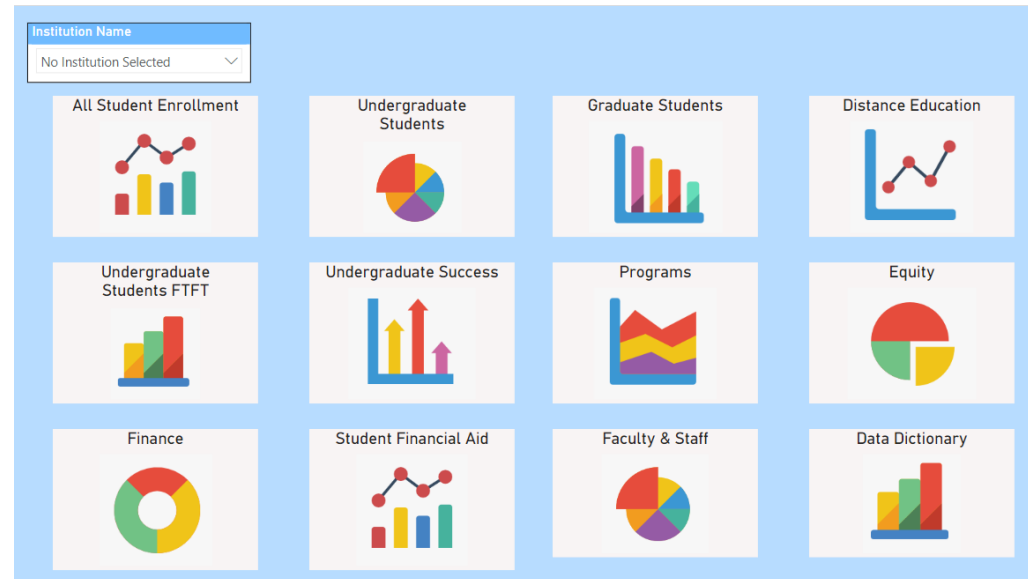 Institution Name
No Institution Selected
All Student Enrollment
Undergraduate
Students
Graduate Students
Distance Education
Undergraduate
Students FTFT
Undergraduate Success
Programs
Equity
Finance
Student Financial Aid
Faculty & Staff
Data Dictionary